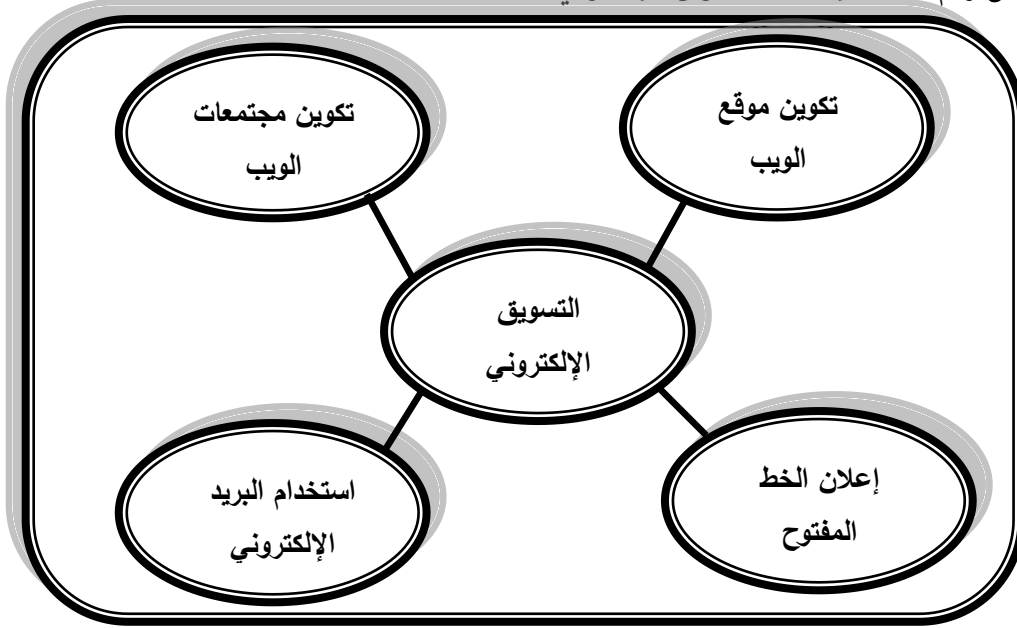 تكوين موقع
الويب
تكوين مجتمعات
الويب
التسويق
الإلكتروني
إعلان الخط
المفتوح
استخدام البريد
الإلكتروني